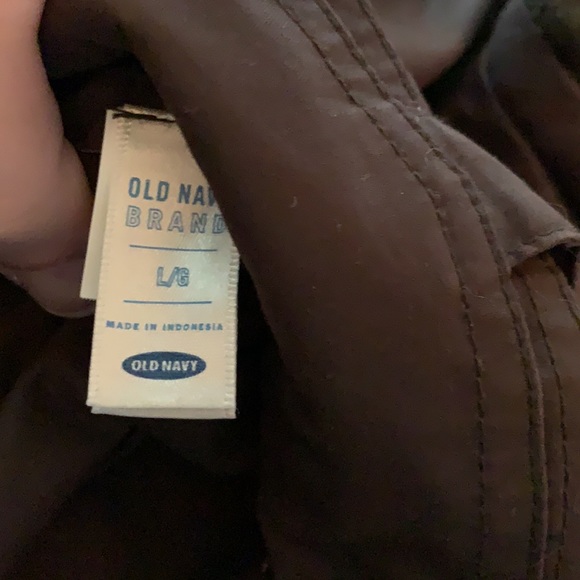 OLD NAVY
BRAND
L/G
MADE IN INDONESIA
OLD NAVY